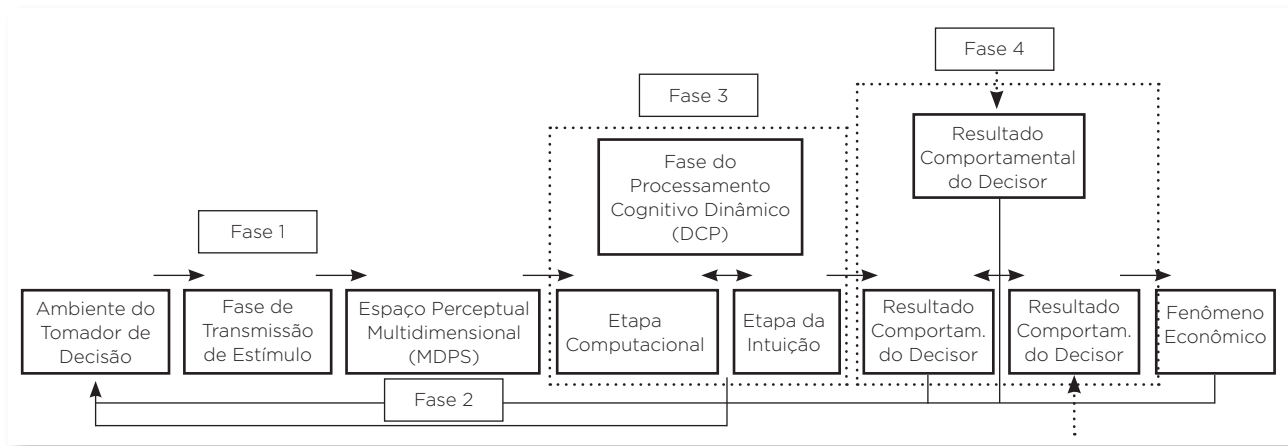 Fase 4
Fase 3
Resultado
Comportamental
do Decisor
Fase do
Processamento
Cognitivo Dinâmico
(DCP)
Fase 1
Ambiente do
Tomador de
Decisão
Fase de
Transmissão
de Estímulo
Espaço Perceptual
Multidimensional
(MDPS)
Etapa
Computacional
Etapa da
Intuição
Resultado
Comportam.
do Decisor
Resultado
Comportam.
do Decisor
Fenômeno
Econômico
Fase 2